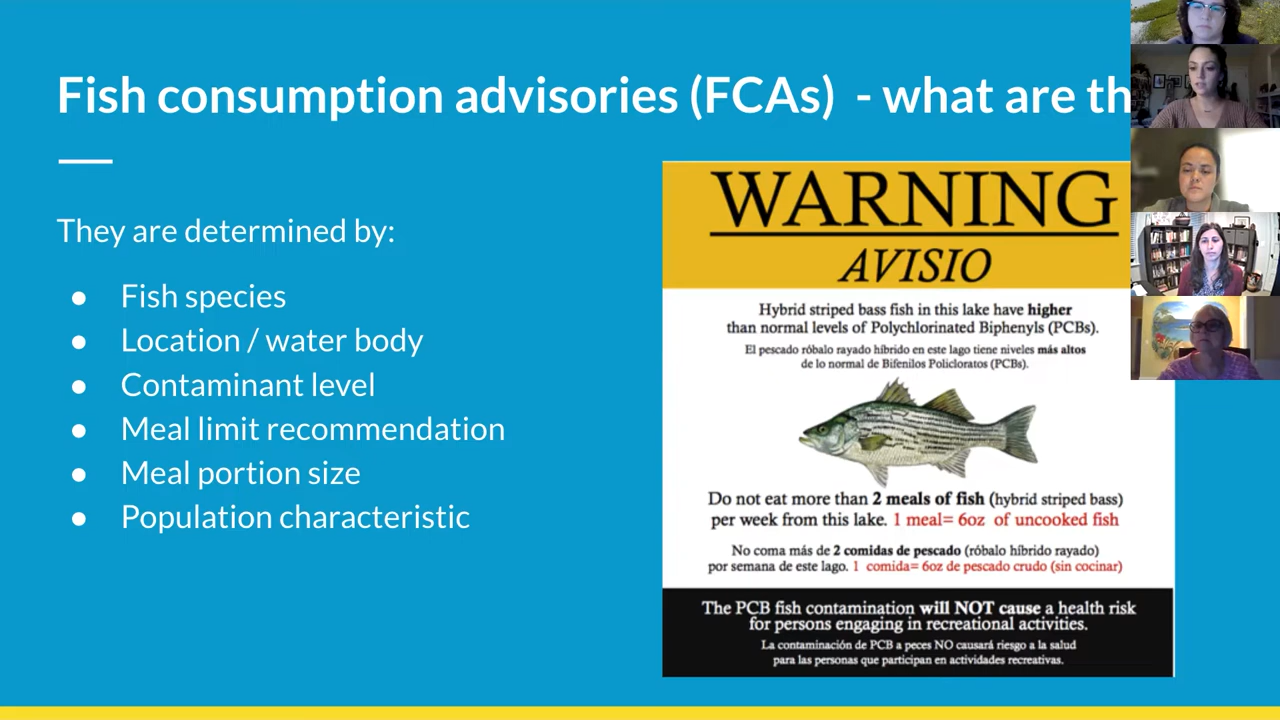 Fish consumption advisories (FCAs) - what are th
They are determined by:
● Fish species
● Location / water body
● Contaminant level
● Meal limit recommendation
● Meal portion size
● Population characteristic
WARNING
AVISIO
Hybrid striped bass fish in this lake have higher
than normal levels of Polychlorinated Biphenyls (PCBs).
El pescado róbalo rayado híbrido en este lago tiene niveles más altos
de lo normal de Bifenilos Policloratos (PCBs).
Do not eat more than 2 meals of fish (hybrid striped bass)
per week from this lake. 1 meal= 6oz of uncooked fish
No coma más de 2 comidas de pescado (róbalo híbrido rayado)
por semana de este lago. 1 comida= 6oz de pescado crudo (sin cocinar)
The PCB fish contamination will NOT cause a health risk
for persons engaging in recreational activities.
La contaminación de PCB a peces NO causará riesgo a la salud
para las personas que participan en actividades recreativas.